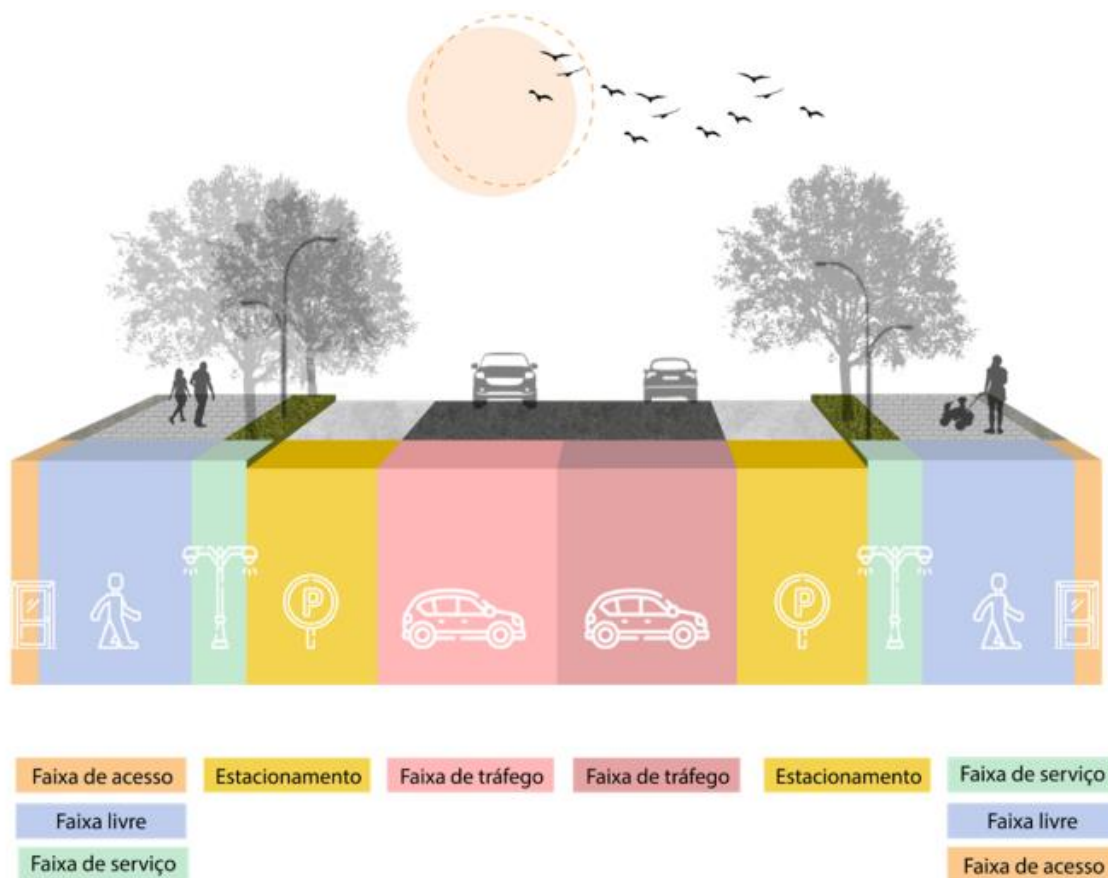 P
P
Faixa de acesso
Faixa livre
Faixa de serviço
Estacionamento
Faixa de tráfego
Faixa de tráfego
Estacionamento
Faixa de serviço
Faixa livre
Faixa de acesso